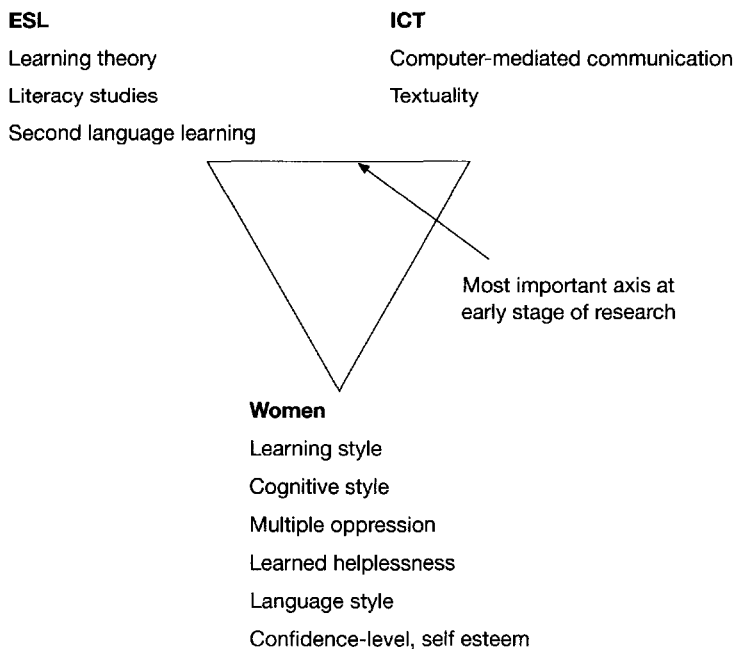 ESL
Learning theory
Literacy studies
Second language learning
ICT
Computer-mediated communication
Textuality
Most important axis at
early stage of research
Women
Learning style
Cognitive style
Multiple oppression
Learned helplessness
Language style
Confidence-level, self esteem